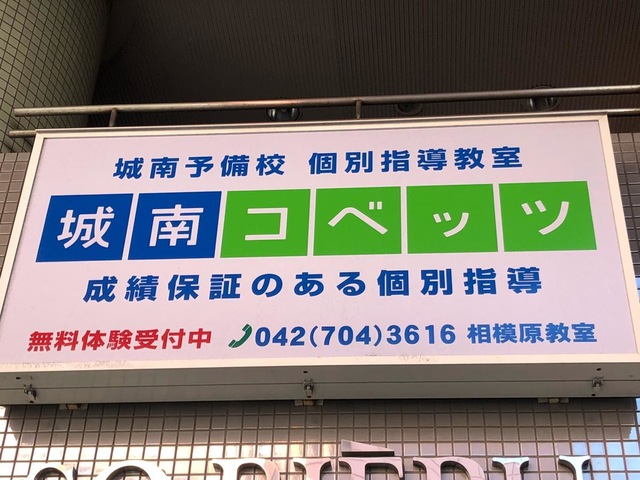 城南予備校 個別指導教室
城南コベッツ
成績保証のある個別指導
無料体験受付中 042(704)3616 相模原教室